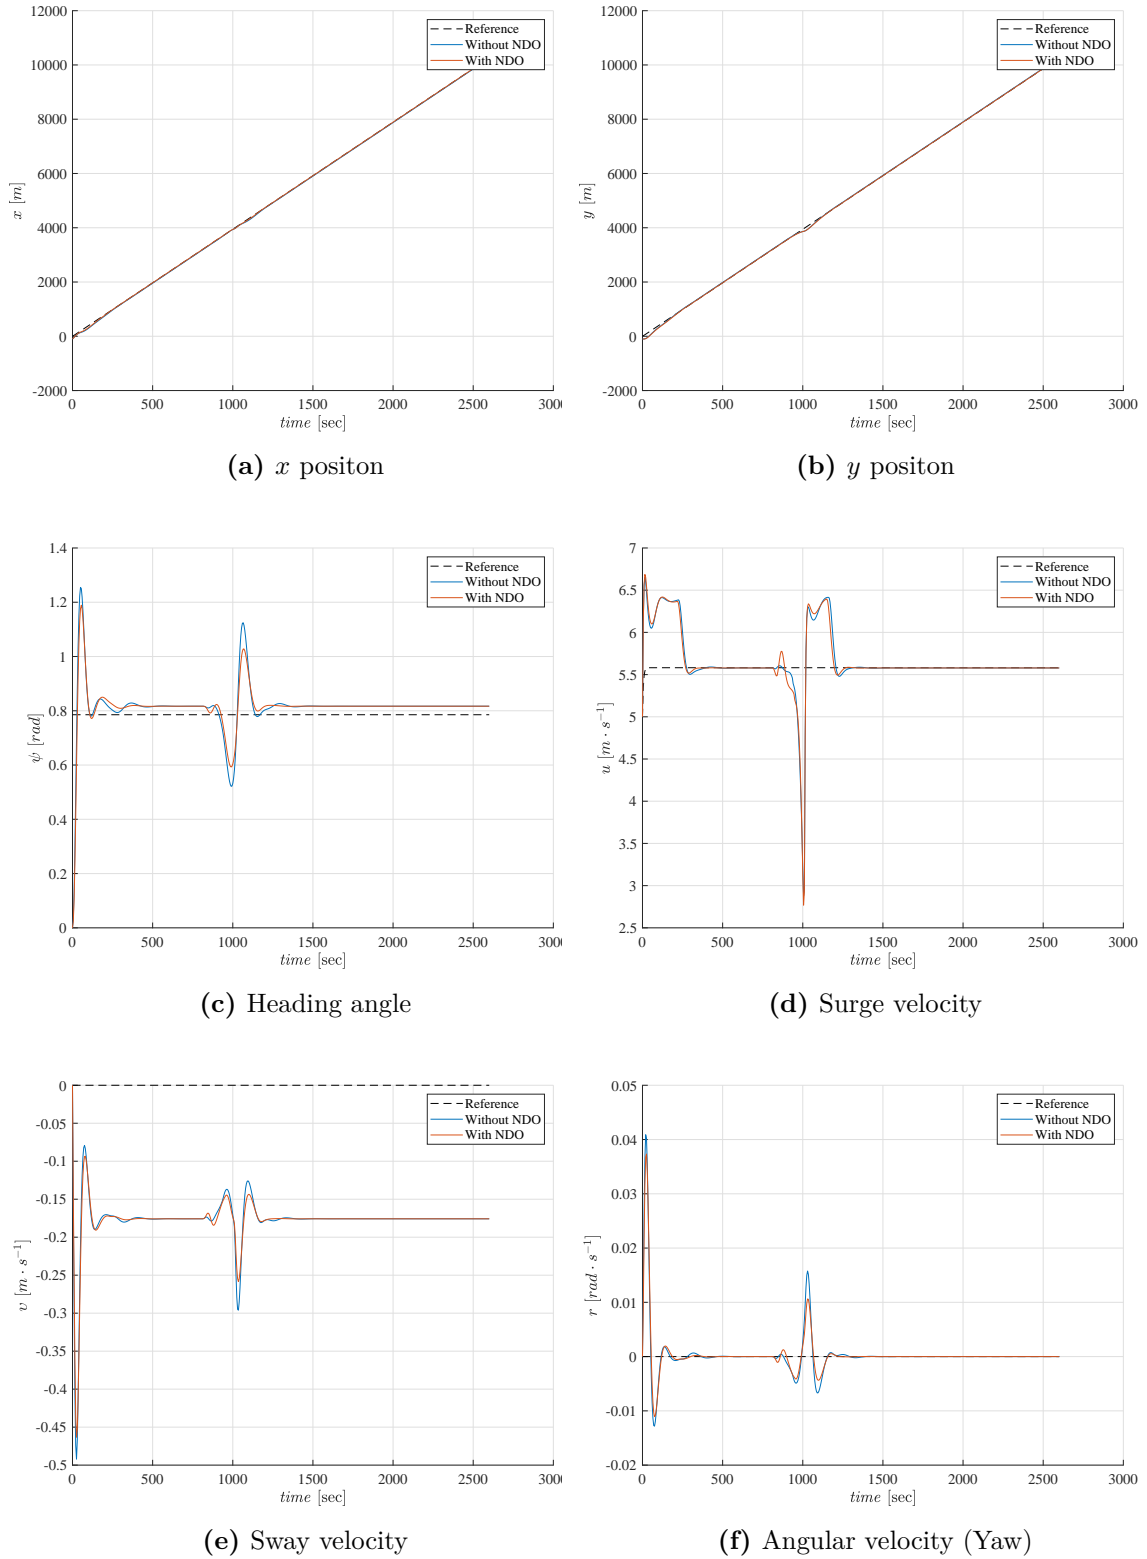 12000
10000
8000
6000
4000
2000
0
-2000
x [m]
Reference
Without NDO
With NDO
0 500 1000 1500 2000 2500 3000
time [sec]
(a) x positon
12000
10000
8000
6000
4000
2000
0
-2000
y [m]
Reference
Without NDO
With NDO
0 500 1000 1500 2000 2500 3000
time [sec]
(b) y positon
1.4
1.2
1
0.8
0.6
0.4
0.2
0
ψ [rad]
Reference
Without NDO
With NDO
0 500 1000 1500 2000 2500 3000
time [sec]
(c) Heading angle
7
6.5
6
5.5
5
4.5
4
3.5
3
2.5
u [m · s⁻¹]
Reference
Without NDO
With NDO
0 500 1000 1500 2000 2500 3000
time [sec]
(d) Surge velocity
0
-0.05
-0.1
-0.15
-0.2
-0.25
-0.3
-0.35
-0.4
-0.45
-0.5
v [m · s⁻¹]
Reference
Without NDO
With NDO
0 500 1000 1500 2000 2500 3000
time [sec]
(e) Sway velocity
0.05
0.04
0.03
0.02
0.01
0
-0.01
-0.02
r [rad · s⁻¹]
Reference
Without NDO
With NDO
0 500 1000 1500 2000 2500 3000
time [sec]
(f) Angular velocity (Yaw)